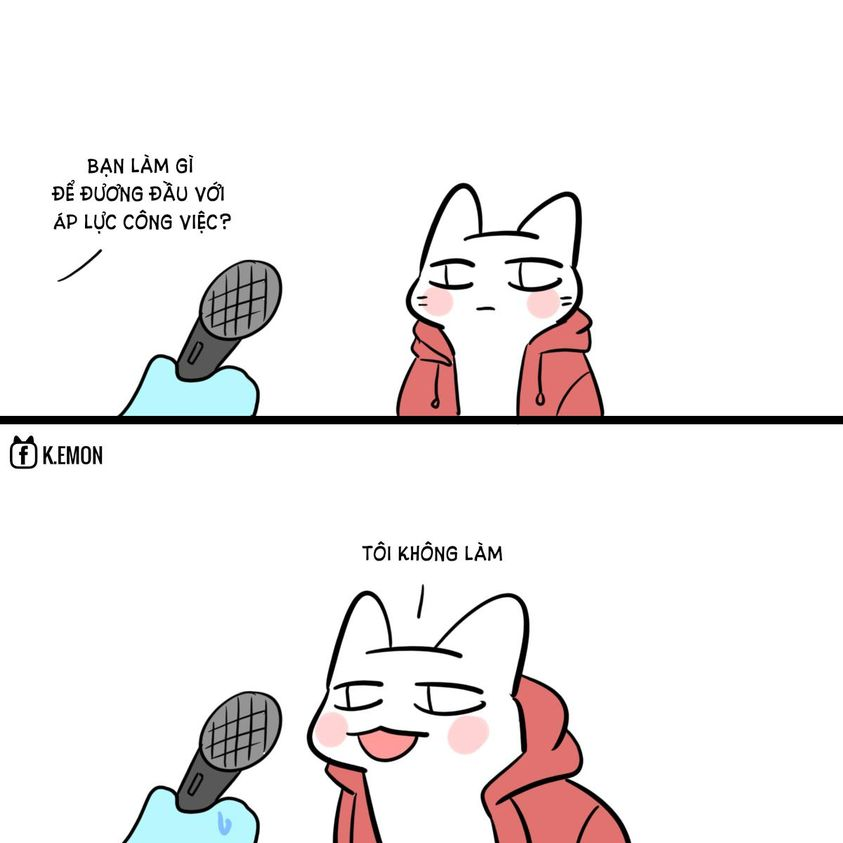 BẠN LÀM GÌ
ĐỂ ĐƯƠNG ĐẦU VỚI
ÁP LỰC CÔNG VIỆC?
K.EMON
TÔI KHÔNG LÀM